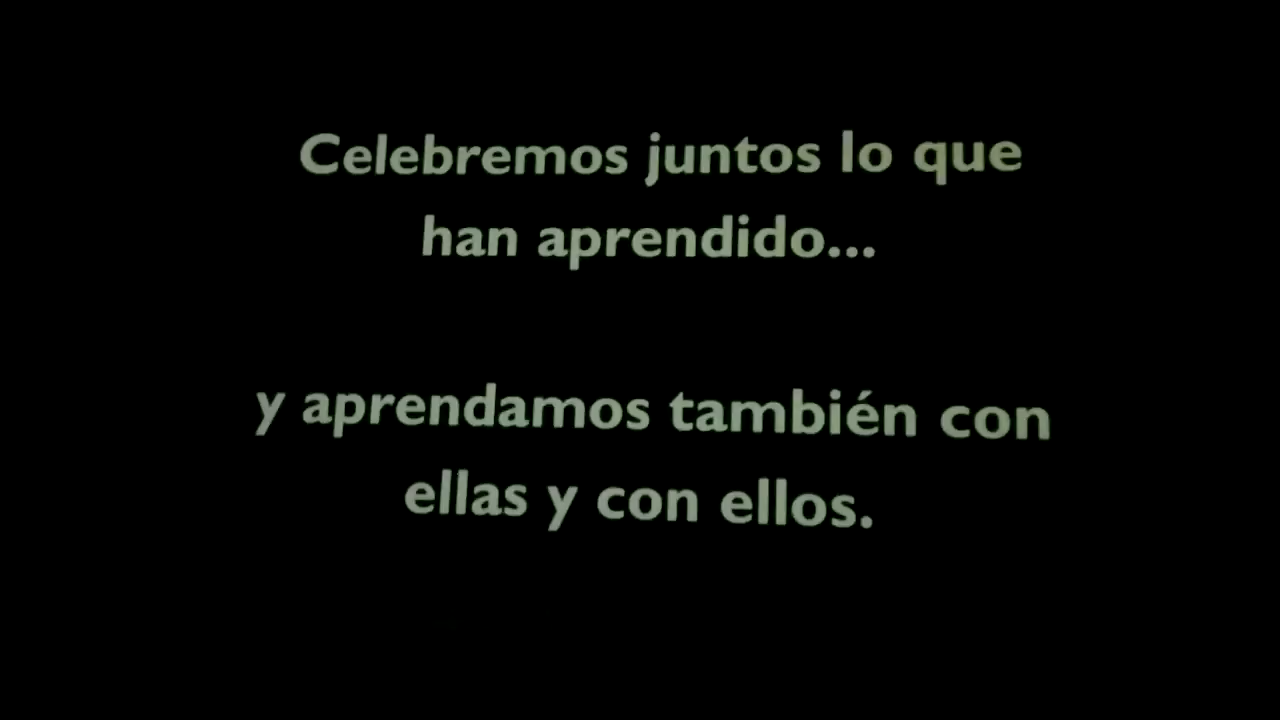 Celebremos juntos lo que
han aprendido...
y aprendamos también con
ellas y con ellos.